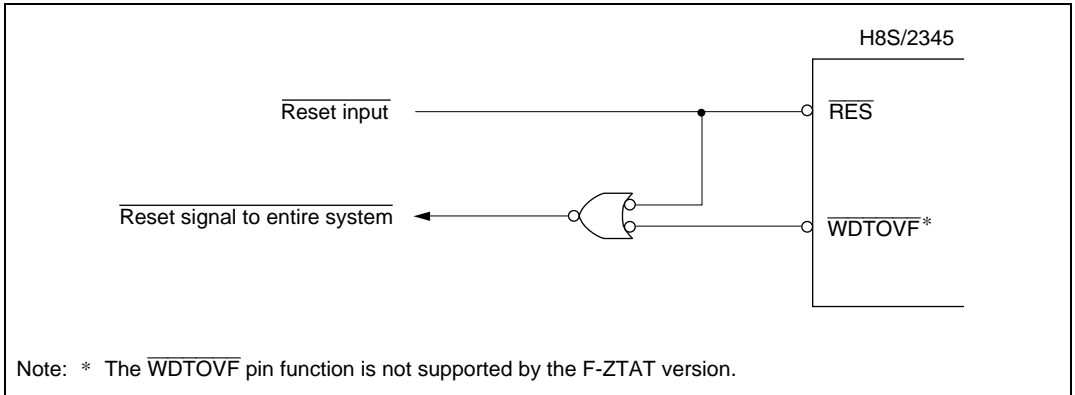 H8S/2345
Reset input
RES
Reset signal to entire system
WDTOVF*
Note: * The WDTOVF pin function is not supported by the F-ZTAT version.